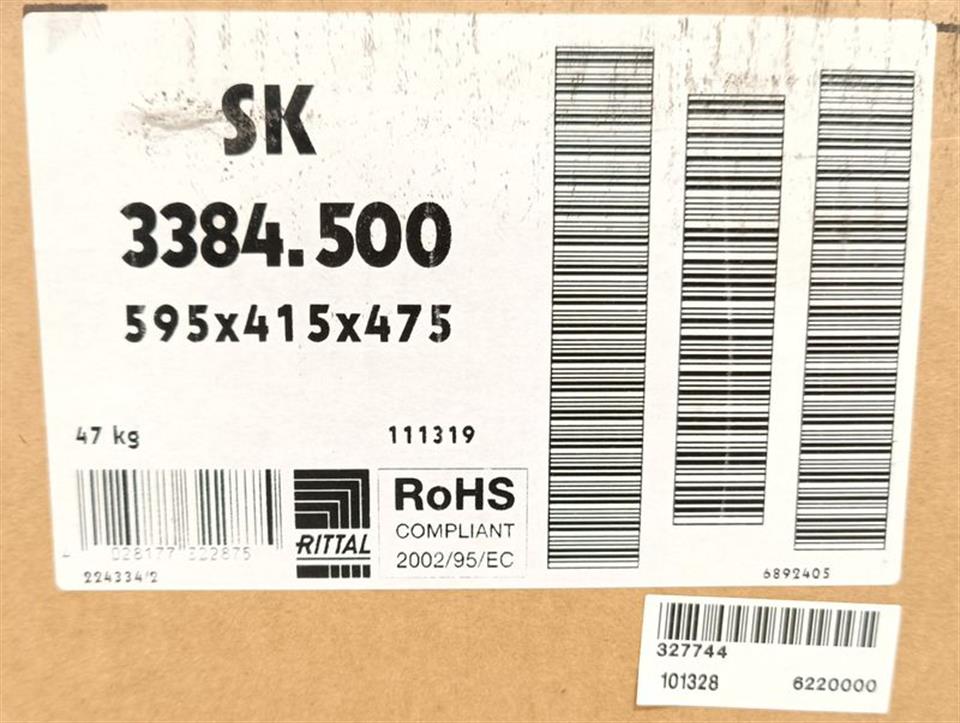 SK
3384.500
595x415x475
47 kg
111319
RITTAL
RoHS
COMPLIANT
2002/95/EC
4 028177 322875
224334/2
6892405
327744
101328
6220000